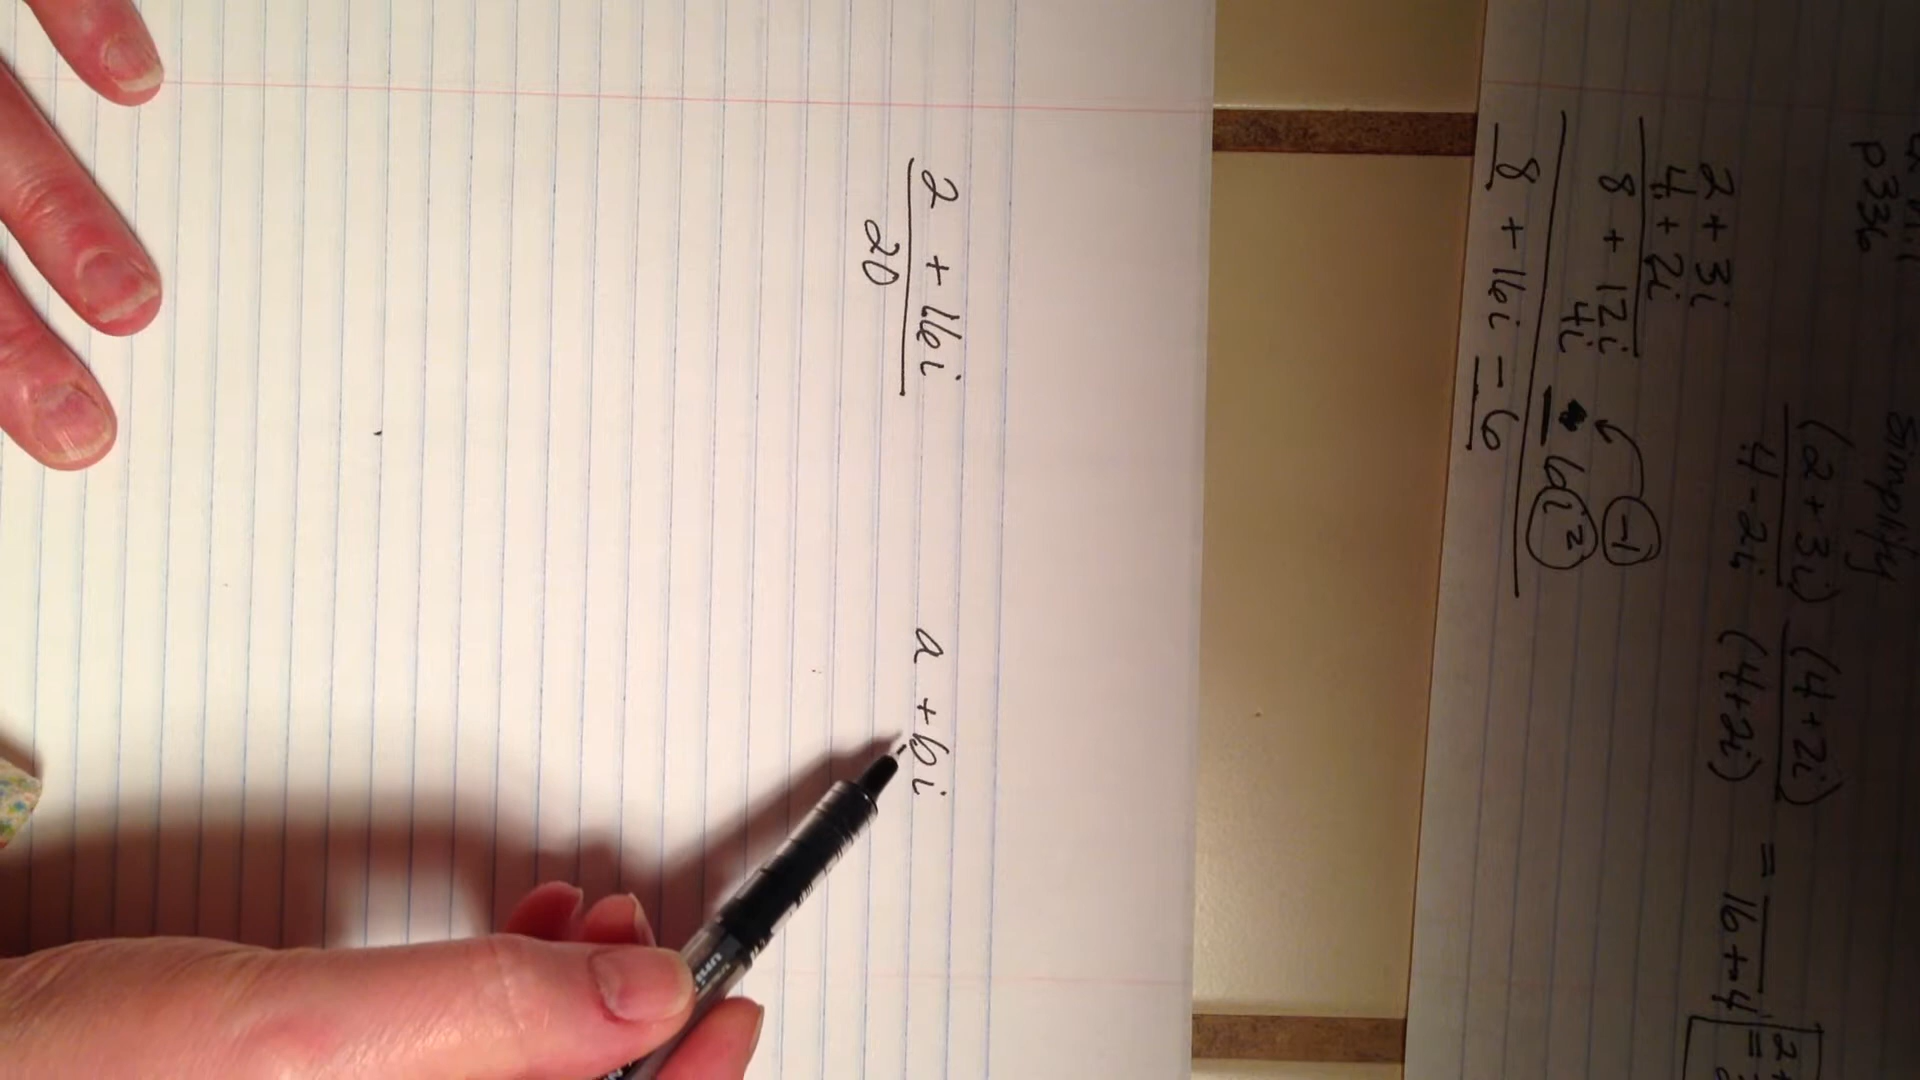 p336
simplify
(2 + 3i) (4 + 2i)
4 - 2i (4 + 2i)
= 16 + 4 =
2 + 3i
4 + 2i
8 + 12i
-1
4i - 6i²
8 + 16i - 6
2 + 16i
20
a + bi
uni